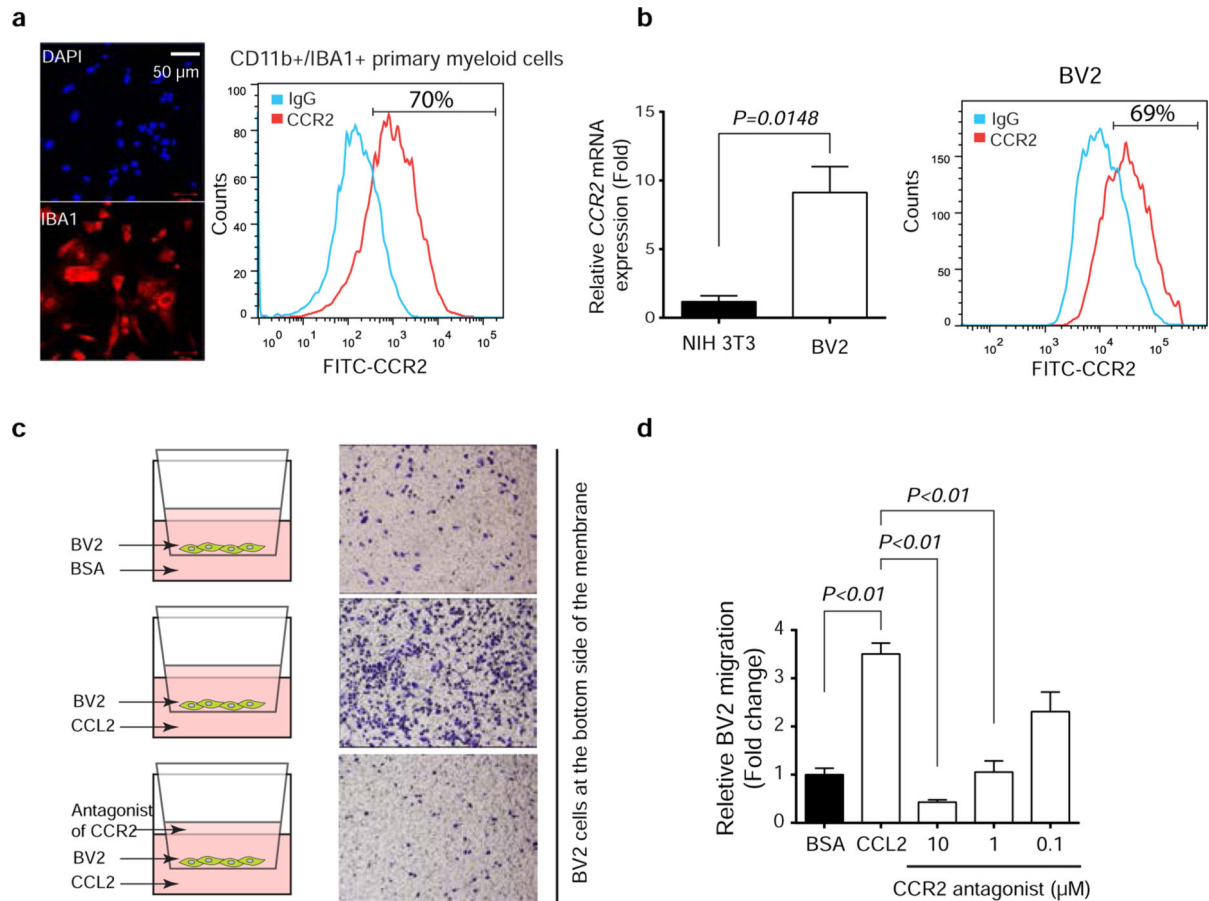 a
DAPI
50 µm
IBA1
CD11b+/IBA1+ primary myeloid cells
IgG
CCR2
70%
100
80
60
40
20
0
Counts
10^0
10^1
10^2
10^3
10^4
10^5
FITC-CCR2
b
Relative CCR2 mRNA
expression (Fold)
15
10
5
0
P=0.0148
NIH 3T3
BV2
BV2
IgG
CCR2
69%
150
100
50
0
Counts
10^2
10^3
10^4
10^5
FITC-CCR2
c
BV2
BSA
BV2
CCL2
Antagonist
of CCR2
BV2
CCL2
BV2 cells at the bottom side of the membrane
d
Reletive BV2 migration
(Fold change)
4
3
2
1
0
P<0.01
P<0.01
P<0.01
BSA
CCL2
10
1
0.1
CCR2 antagonist (µM)